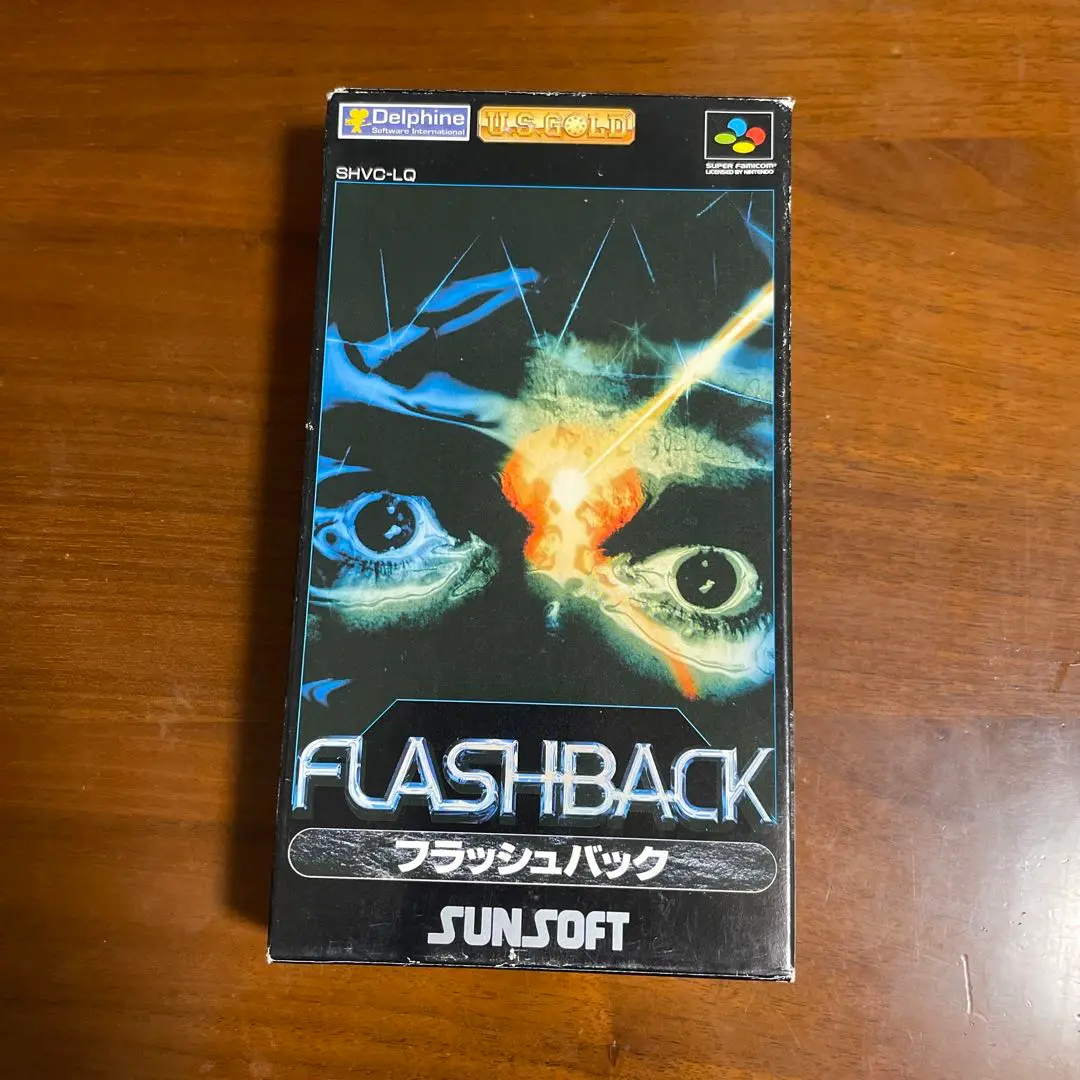 Delphine
Software International
U.S. GOLD
SUPER FAMICOM
LICENSED BY NINTENDO
SHVC-LQ
FLASHBACK
フラッシュバック
SUNSOFT